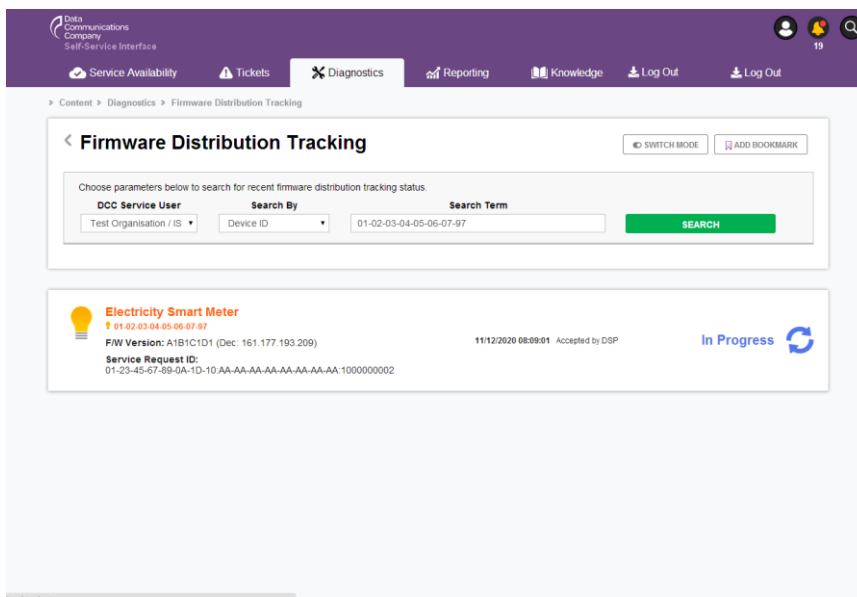 Data
Communications
Company
Self-Service Interface
19
Service Availability
Tickets
Diagnostics
Reporting
Knowledge
Log Out
Log Out
Content
Diagnostics
Firmware Distribution Tracking
Firmware Distribution Tracking
SWITCH MODE
ADD BOOKMARK
Choose parameters below to search for recent firmware distribution tracking status.
DCC Service User
Search By
Search Term
Test Organisation / IS
Device ID
01-02-03-04-05-06-07-97
SEARCH
Electricity Smart Meter
01-02-03-04-05-06-07-97
F/W Version: A1B1C1D1 (Dec: 161.177.193.209)
11/12/2020 08:09:01 Accepted by DSP
In Progress
Service Request ID:
01-23-45-67-89-0A-1D-10:AA-AA-AA-AA-AA-AA-AA-AA:1000000002